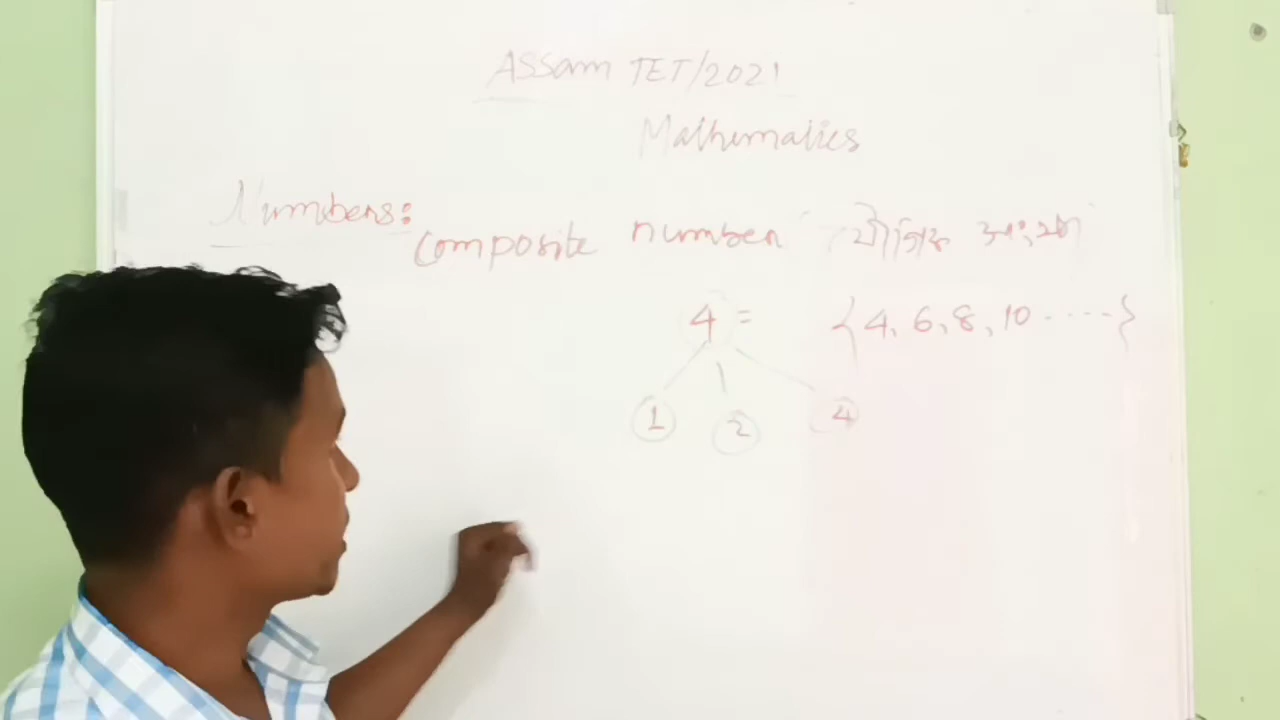 Assam TET/2021
Mathematics
Numbers:
composite number যৌগিক সংখ্যা
4 = {4, 6, 8, 10 ·····}
1 2 4